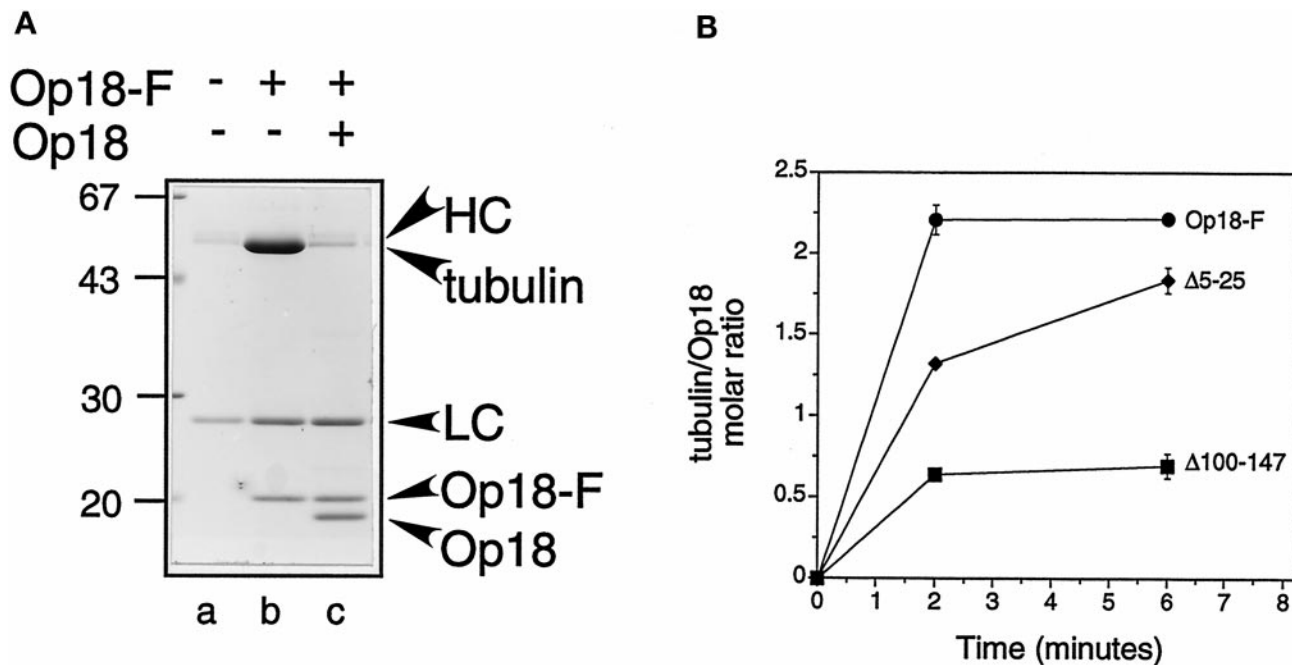 A
Op18-F - + +
Op18 - - +
67
43
30
20
HC
tubulin
LC
Op18-F
Op18
a b c
B
tubulin/Op18
molar ratio
2.5
2
1.5
1
0.5
0
0 1 2 3 4 5 6 7 8
Time (minutes)
Op18-F
Δ5-25
Δ100-147